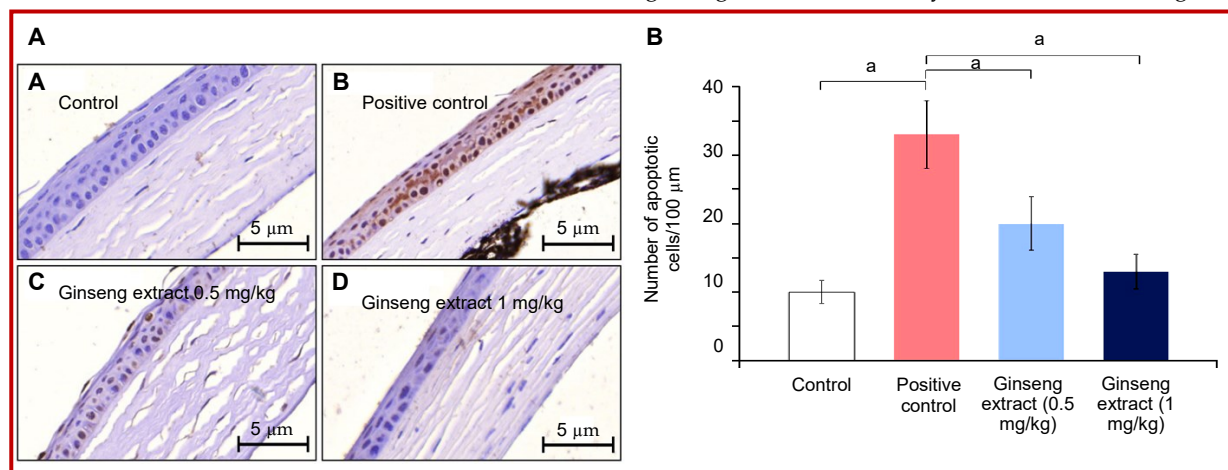 A
A
Control
5 μm
B
Positive control
5 μm
C
Ginseng extract 0.5 mg/kg
5 μm
D
Ginseng extract 1 mg/kg
5 μm
B
a
a
a
Number of apoptotic
cells/100 μm
40
30
20
10
0
Control
Positive
control
Ginseng
extract (0.5
mg/kg)
Ginseng
extract (1
mg/kg)